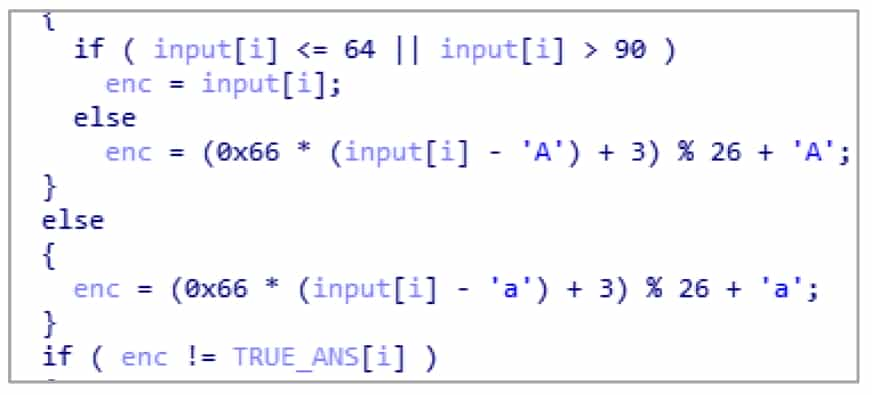 {
if ( input[i] <= 64 || input[i] > 90 )
enc = input[i];
else
enc = (0x66 * (input[i] - 'A') + 3) % 26 + 'A';
}
else
{
enc = (0x66 * (input[i] - 'a') + 3) % 26 + 'a';
}
if ( enc != TRUE_ANS[i] )